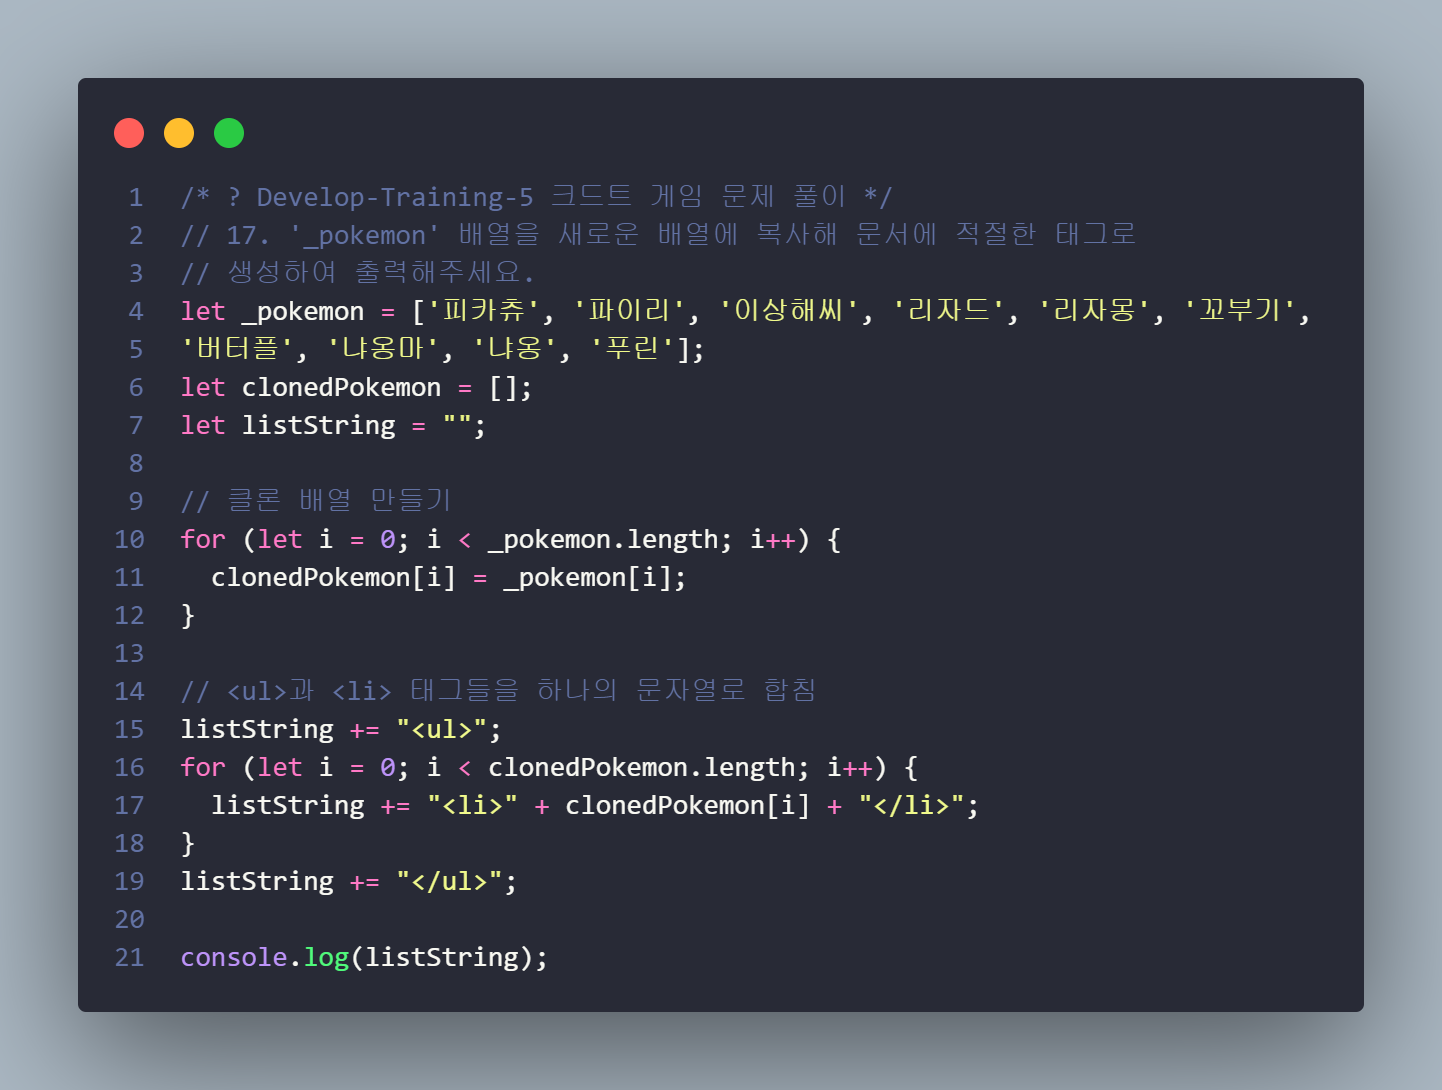 1 /* ? Develop-Training-5 크드트 게임 문제 풀이 */
2 // 17. '_pokemon' 배열을 새로운 배열에 복사해 문서에 적절한 태그로
3 // 생성하여 출력해주세요.
4 let _pokemon = ['피카츄', '파이리', '이상해씨', '리자드', '리자몽', '꼬부기',
5 '버터플', '냐옹마', '냐옹', '푸린'];
6 let clonedPokemon = [];
7 let listString = "";
8
9 // 클론 배열 만들기
10 for (let i = 0; i < _pokemon.length; i++) {
11 clonedPokemon[i] = _pokemon[i];
12 }
13
14 // <ul>과 <li> 태그들을 하나의 문자열로 합침
15 listString += "<ul>";
16 for (let i = 0; i < clonedPokemon.length; i++) {
17 listString += "<li>" + clonedPokemon[i] + "</li>";
18 }
19 listString += "</ul>";
20
21 console.log(listString);